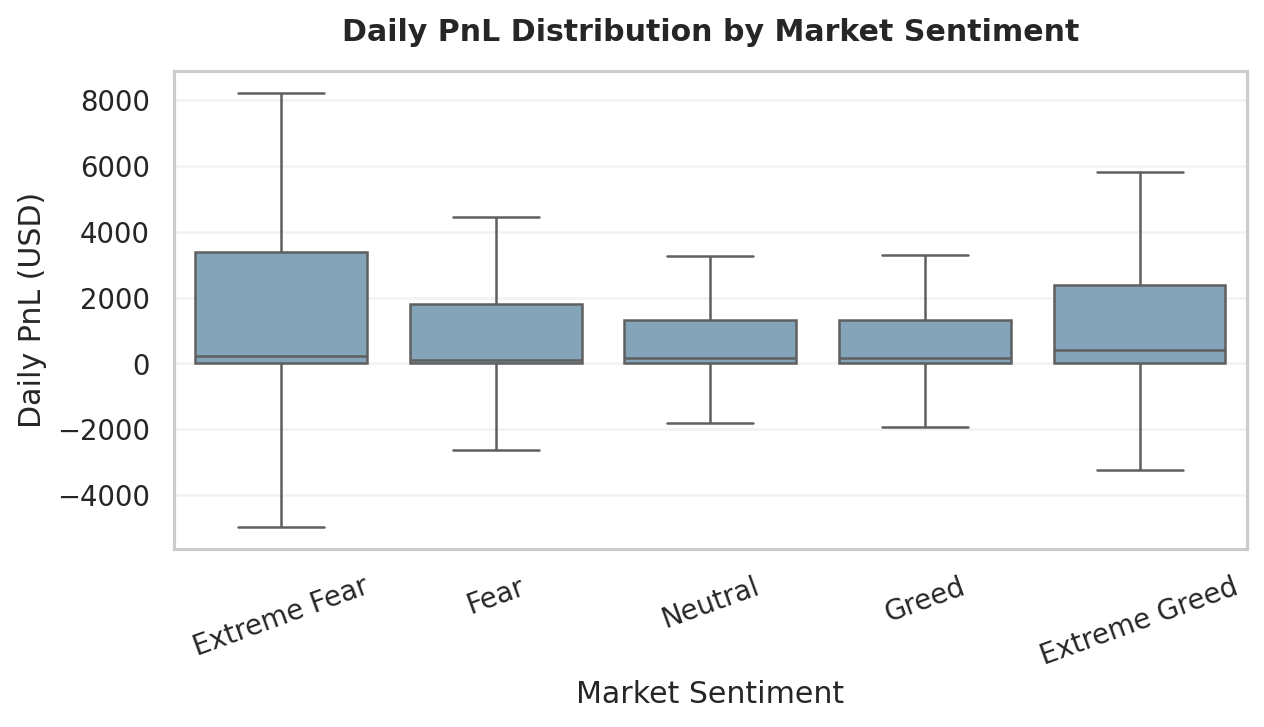 Daily PnL Distribution by Market Sentiment
Daily PnL (USD)
8000
6000
4000
2000
0
−2000
−4000
Extreme Fear
Fear
Neutral
Greed
Extreme Greed
Market Sentiment